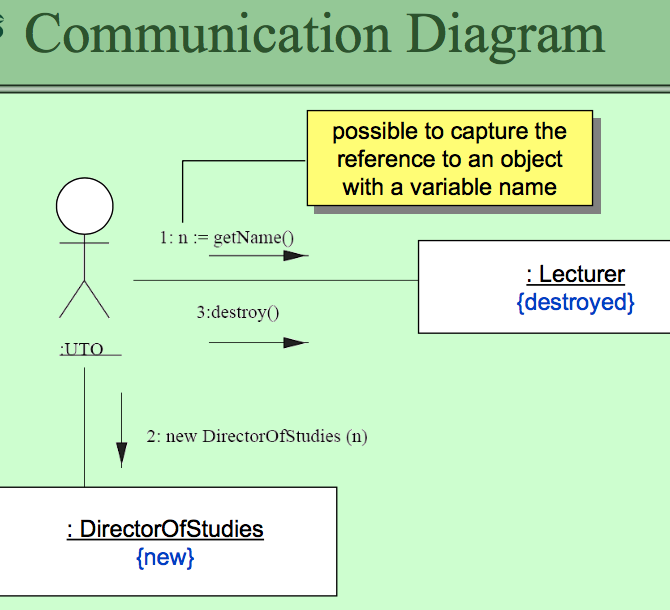 Communication Diagram
possible to capture the
reference to an object
with a variable name
1: n := getName()
: Lecturer
{destroyed}
3:destroy()
:UTO
2: new DirectorOfStudies (n)
: DirectorOfStudies
{new}